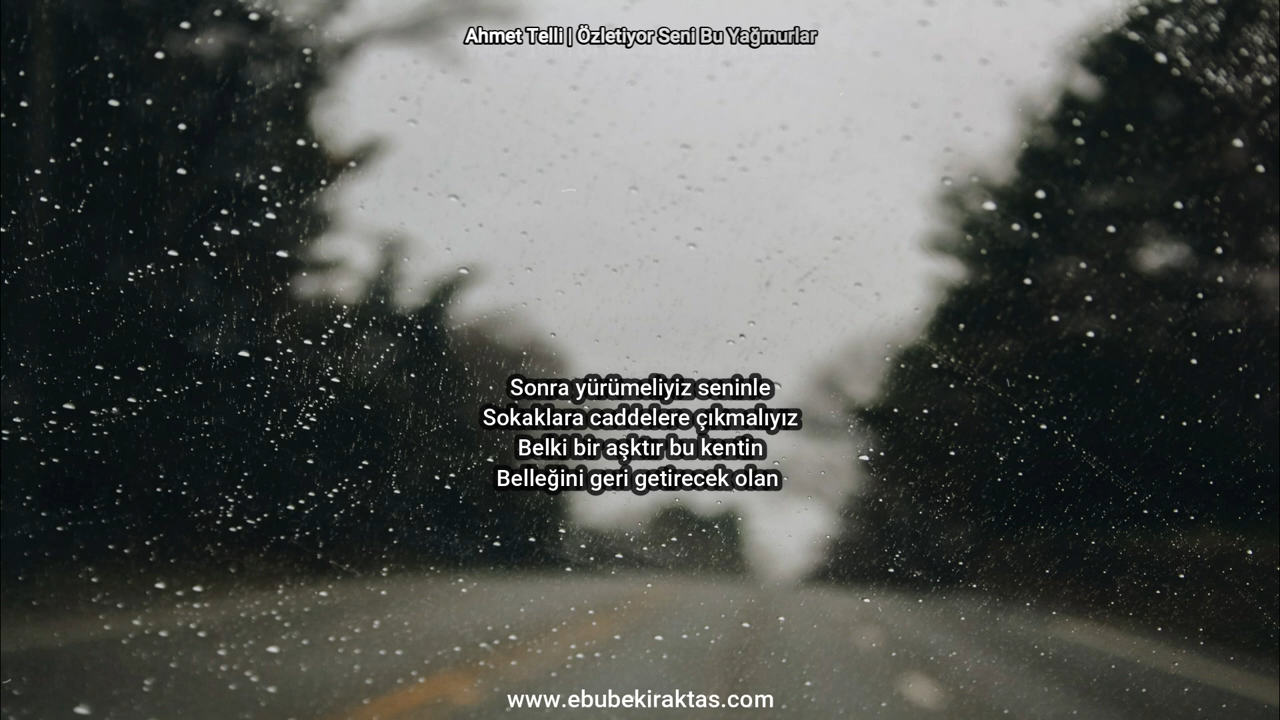 Ahmet Telli | Özletiyor Seni Bu Yağmurlar
Sonra yürümeliyiz seninle
Sokaklara caddelere çıkmalıyız
Belki bir aşktır bu kentin
Belleğini geri getirecek olan
www.ebubekiraktas.com